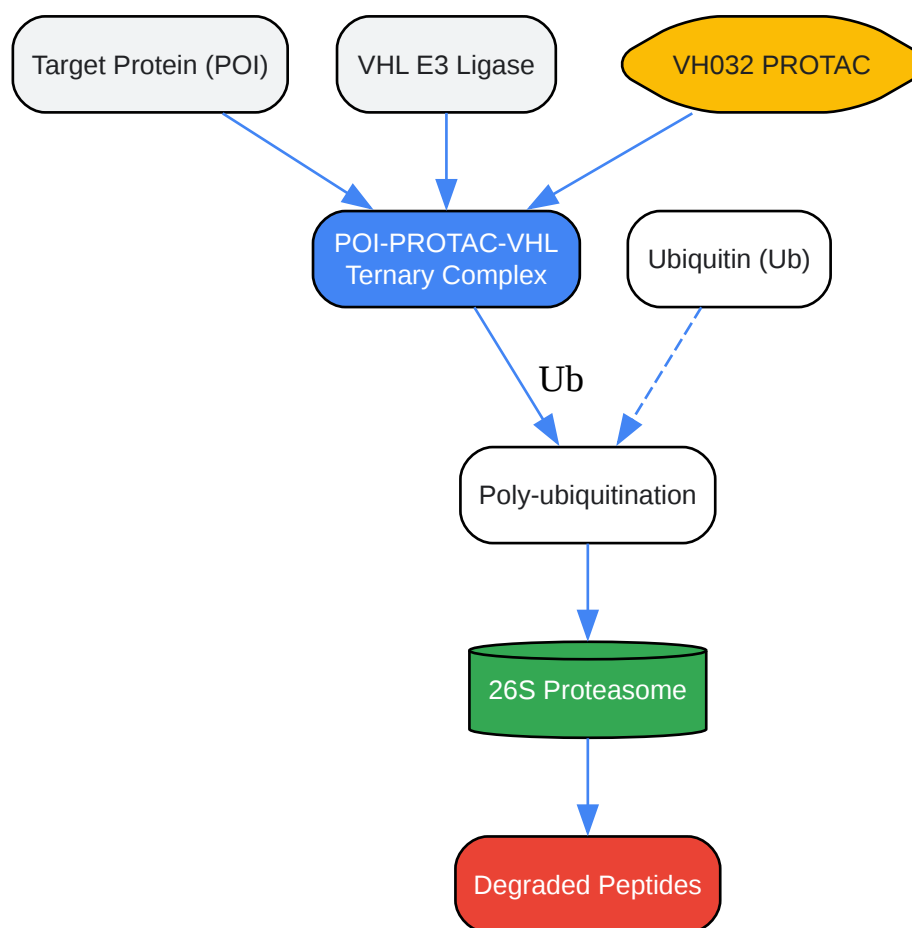 Target Protein (POI)
VHL E3 Ligase
VH032 PROTAC
POI-PROTAC-VHL
Ternary Complex
Ubiquitin (Ub)
Ub
Poly-ubiquitination
26S Proteasome
Degraded Peptides